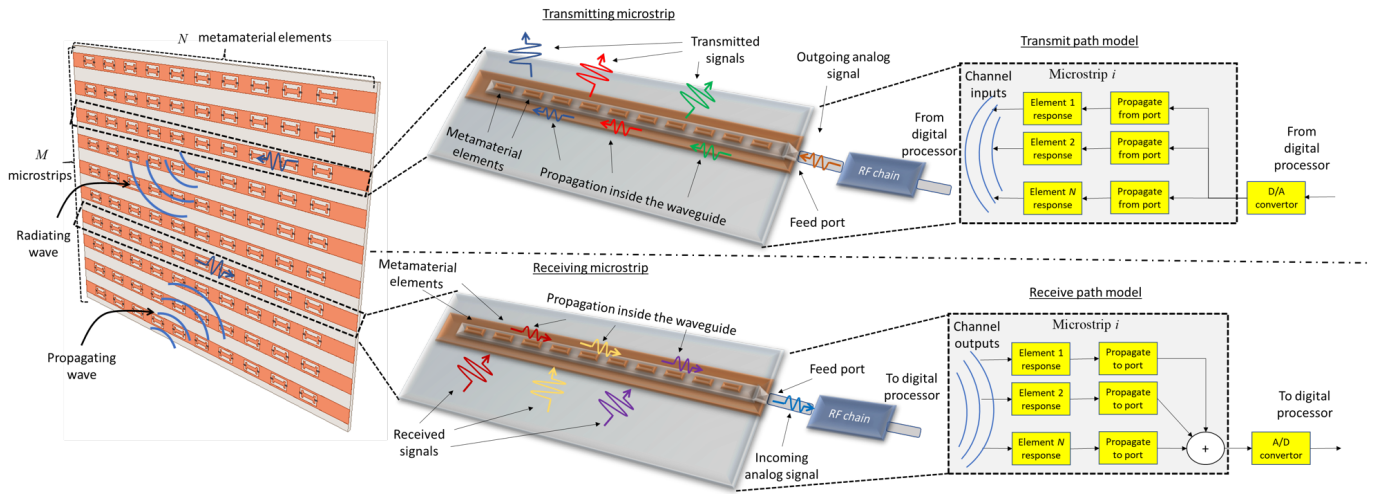 N metamaterial elements
M
microstrips
Radiating
wave
Propagating
wave
Transmitting microstrip
Transmitted
signals
Outgoing analog
signal
From
digital
processor
Metamaterial
elements
Propagation inside the waveguide
RF chain
Feed port
Transmit path model
Channel
inputs
Microstrip i
Element 1
response
Propagate
from port
Element 2
response
Propagate
from port
Element N
response
Propagate
from port
From
digital
processor
D/A
convertor
Receiving microstrip
Metamaterial
elements
Propagation inside the waveguide
Feed port
To digital
processor
RF chain
Received
signals
Incoming
analog signal
Receive path model
Channel
outputs
Microstrip i
Element 1
response
Propagate
to port
Element 2
response
Propagate
to port
Element N
response
Propagate
to port
+
A/D
convertor
To digital
processor